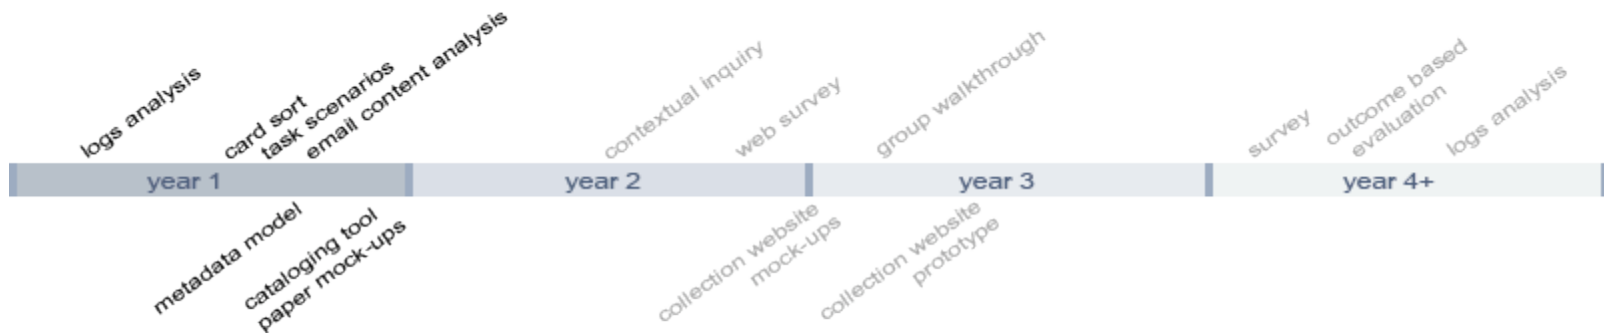 logs analysis
card sort
task scenarios
email content analysis
contextual inquiry
web survey
group walkthrough
survey
outcome based
evaluation
logs analysis
year 1
year 2
year 3
year 4+
metadata model
cataloging tool
paper mock-ups
collection website
mock-ups
collection website
prototype